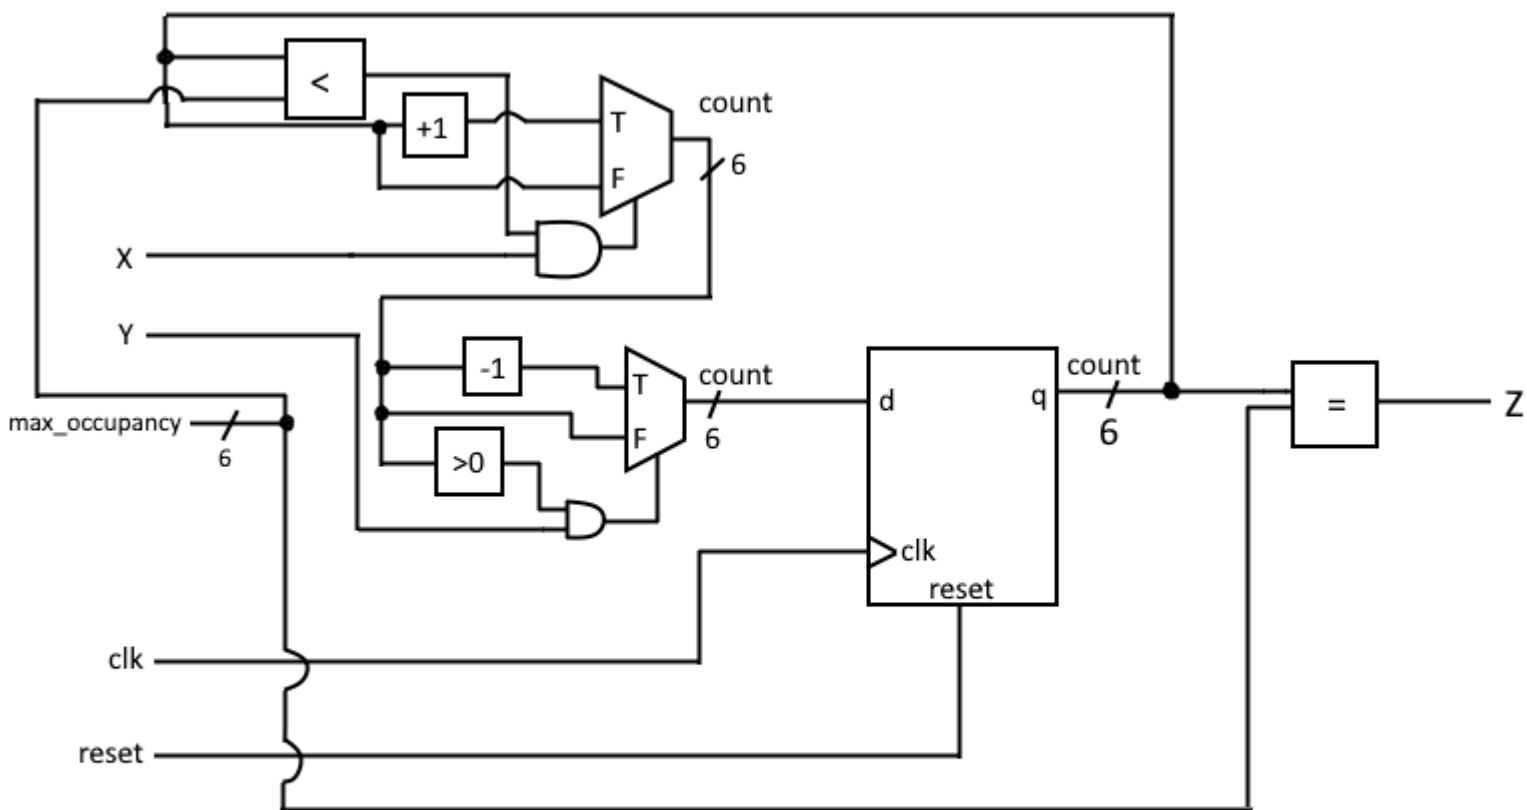 <
count
+1
T
6
F
X
Y
-1
count
count
T
d
q
=
Z
max_occupancy
6
F
6
6
>0
clk
reset
clk
reset